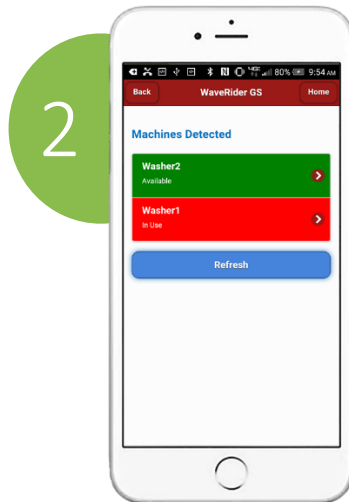 2
80% 9:54 AM
Back WaveRider GS Home
Machines Detected
Washer2
Available
Washer1
In Use
Refresh